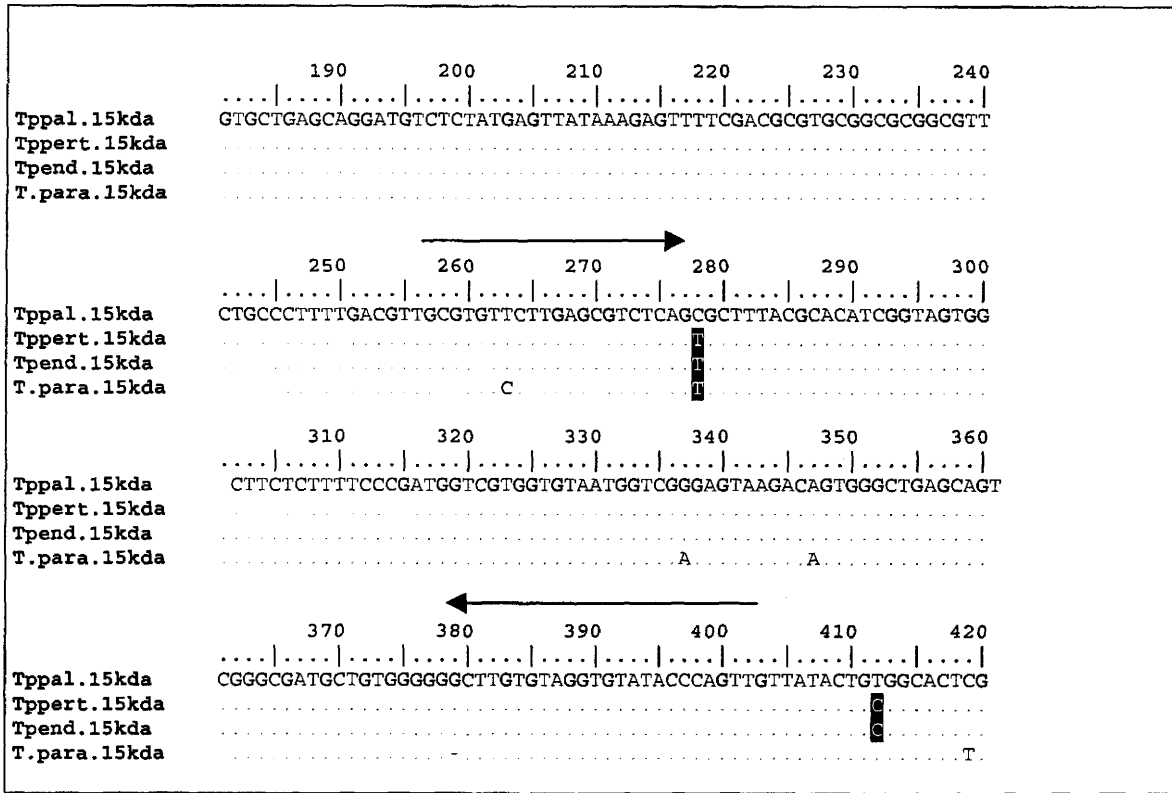 190 200 210 220 230 240
Tppal.15kda GTGCTGAGCAGGATGTCTCTATGAGTTATAAAGAGTTTTCGACGCGTGCGGCGCGGCGTT
Tppert.15kda
Tpend.15kda
T.para.15kda
250 260 270 280 290 300
Tppal.15kda CTGCCCTTTTGACGTTGCGTGTTCTTGAGCGTCTCAGCGCTTTACGCACATCGGTAGTGG
Tppert.15kda T
Tpend.15kda T
T.para.15kda C T
310 320 330 340 350 360
Tppal.15kda CTTCTCTTTTCCCGATGGTCGTGGTGTAATGGTCGGGAGTAAGACAGTGGGCTGAGCAGT
Tppert.15kda
Tpend.15kda
T.para.15kda A A
370 380 390 400 410 420
Tppal.15kda CGGGCGATGCTGTGGGGGGCTTGTGTAGGTGTATACCCAGTTGTTATACTGTGGCACTCG
Tppert.15kda C
Tpend.15kda C
T.para.15kda - T